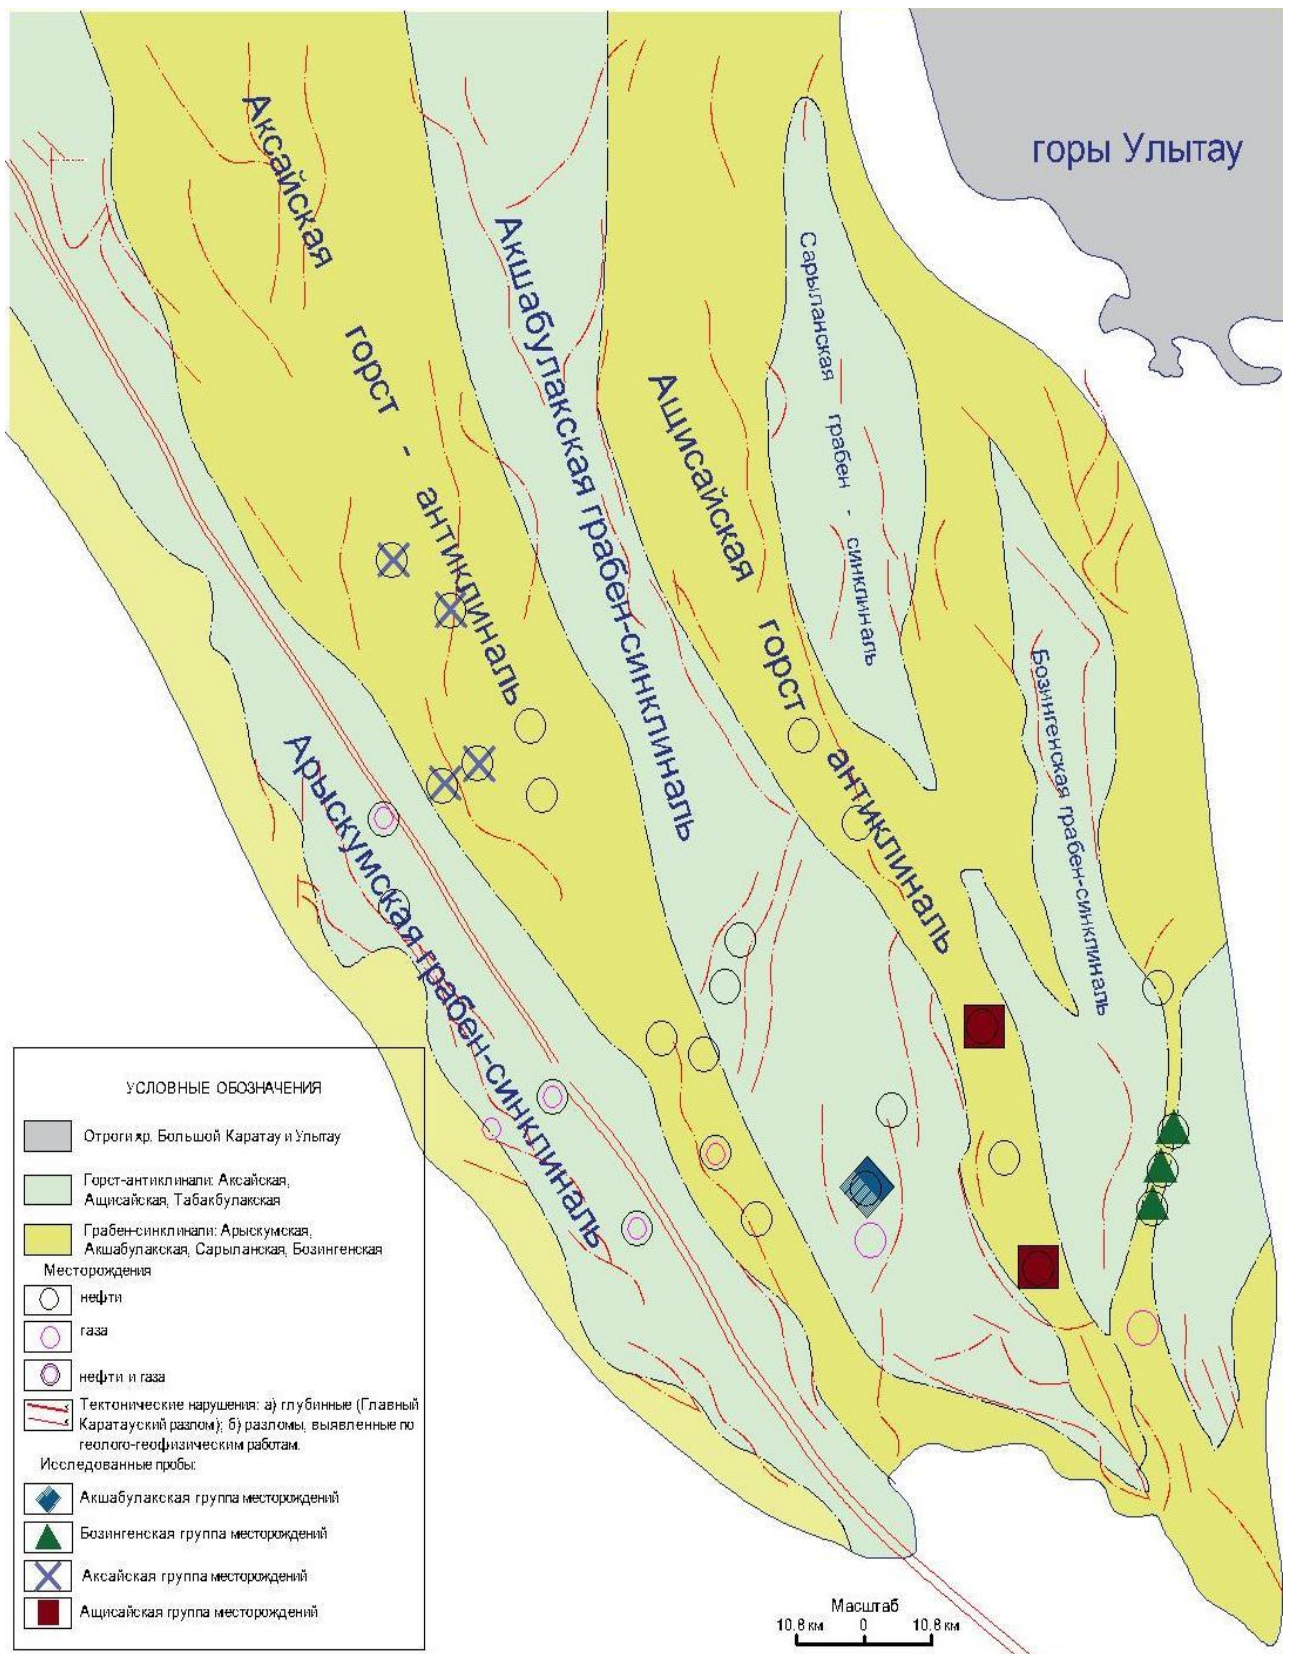 горы Улытау
Аксайская горст - антиклиналь
Акшабулакская грабен-синклиналь
Ащисайская горст антиклиналь
Сарыланская грабен - синклиналь
Бозингенская грабен-синклиналь
Арыскумская грабен-синклиналь
УСЛОВНЫЕ ОБОЗНАЧЕНИЯ
Отроги хр. Большой Каратау и Улытау
Горст-антиклинали: Аксайская,
Ащисайская, Табакбулакская
Грабен-синклинали: Арыскумская,
Акшабулакская, Сарыланская, Бозингенская
Месторождения
нефти
газа
нефти и газа
Тектонические нарушения: а) глубинные (Главный
Каратауский разлом); б) разломы, выявленные по
геолого-геофизическим работам.
Исследованные пробы:
Акшабулакская группа месторождений
Бозингенская группа месторождений
Аксайская группа месторождений
Ащисайская группа месторождений
Масштаб
10.8 км 0 10.8 км